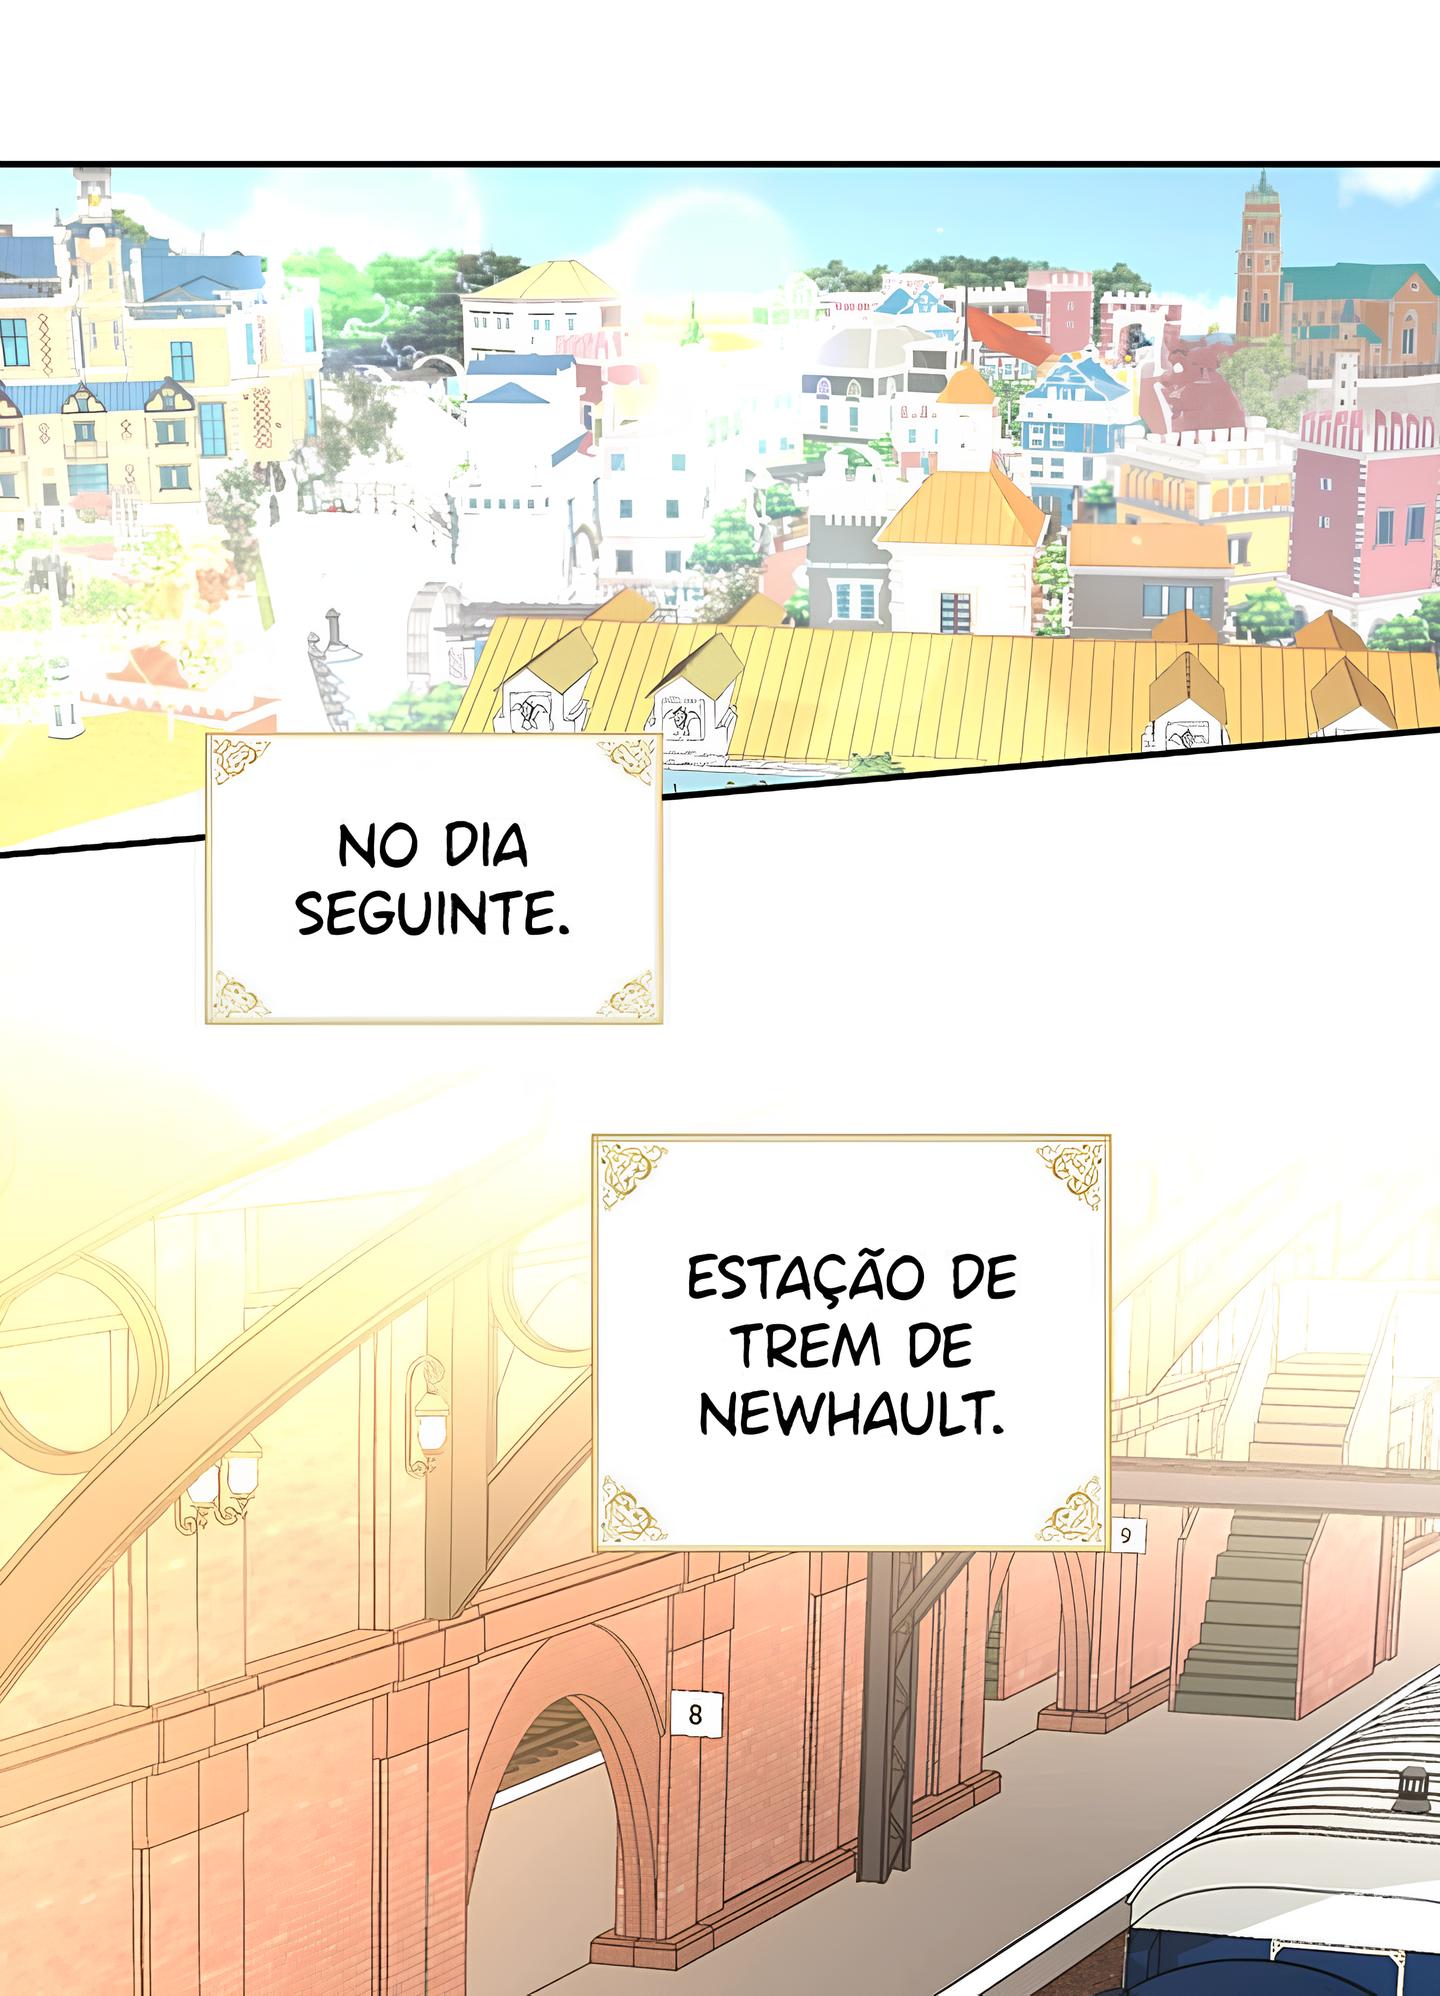 NO DIA
SEGUINTE.
ESTAÇÃO DE
TREM DE
NEWHAULT.
9
8